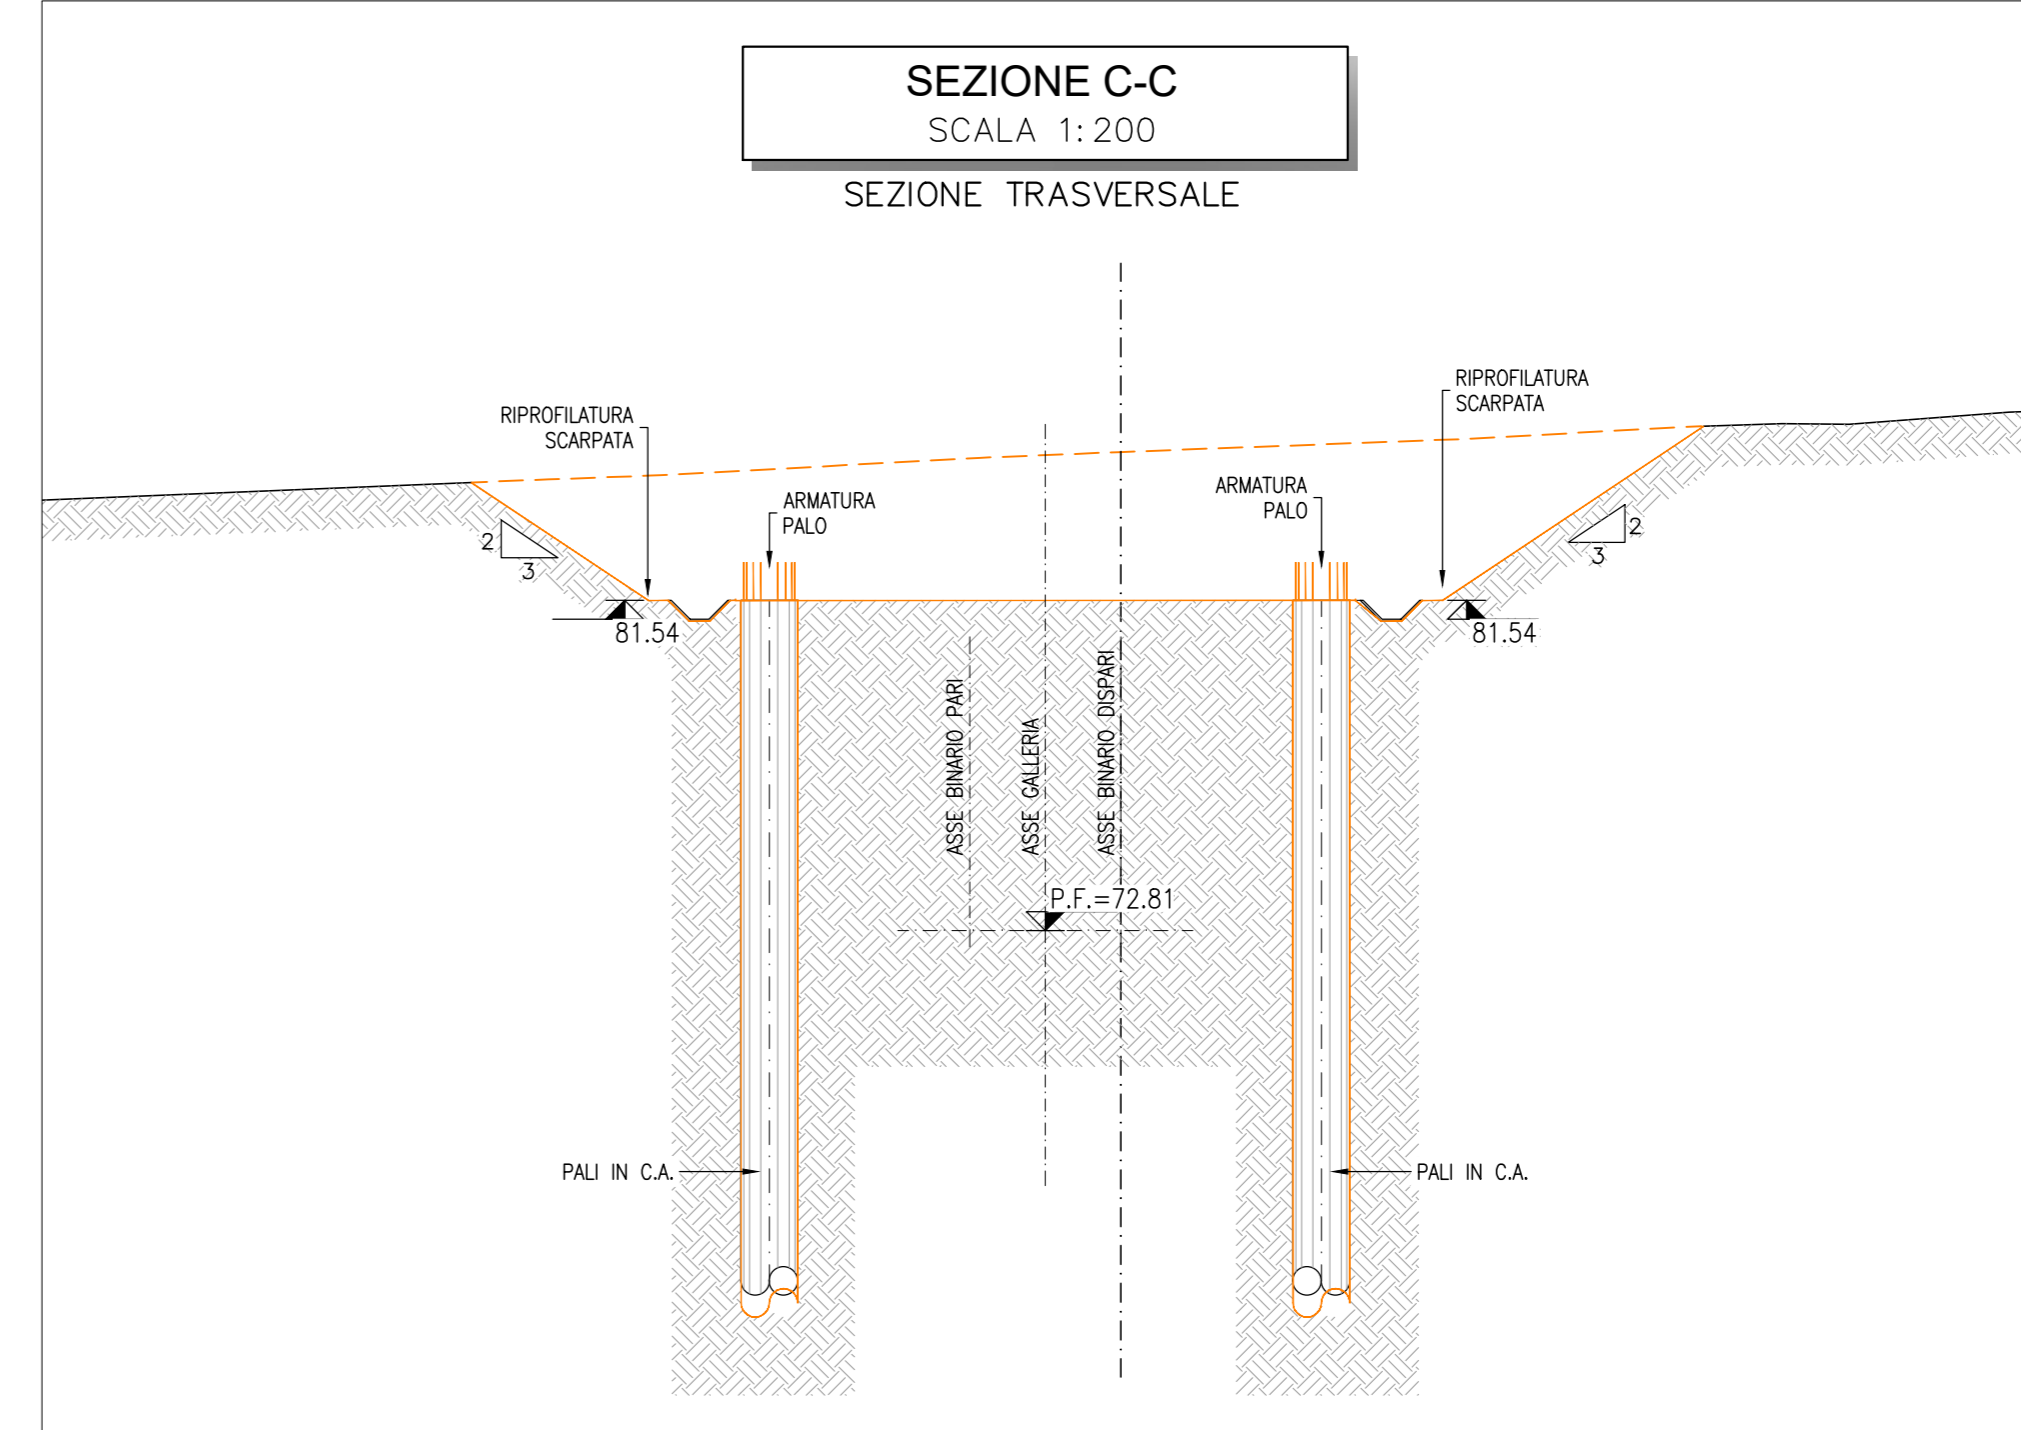 SEZIONE C-C
SCALA 1:200
SEZIONE TRASVERSALE
RIPROFILATURA
SCARPATA
RIPROFILATURA
SCARPATA
ARMATURA
PALO
ARMATURA
PALO
2
3
2
3
81.54
81.54
ASSE BINARIO PARI
ASSE GALLERIA
ASSE BINARIO DISPARI
P.F.=72.81
PALI IN C.A.
PALI IN C.A.